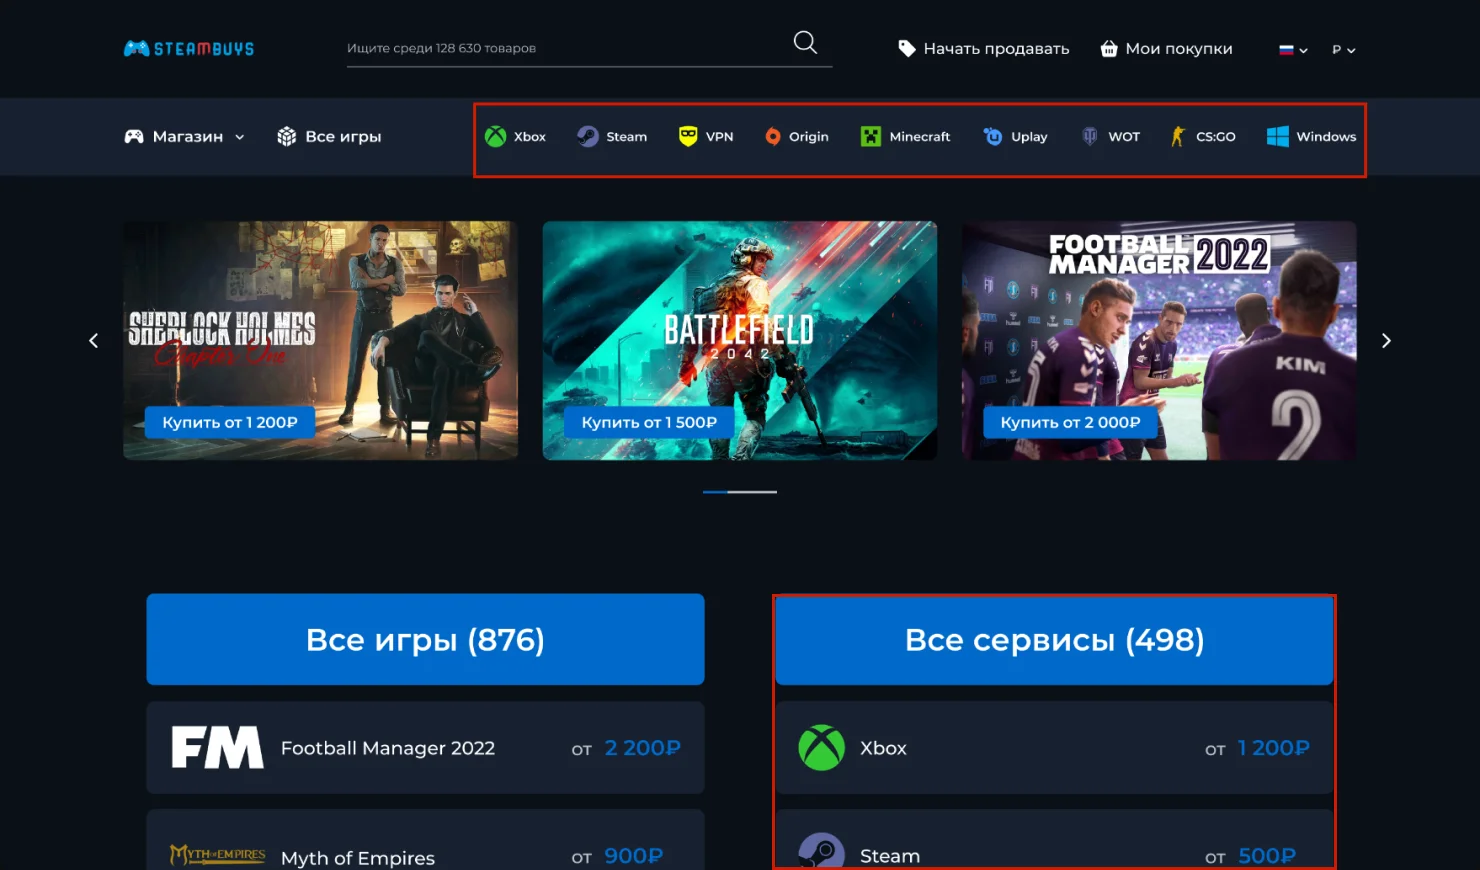 STEAMBUYS
Ищите среди 128 630 товаров
Начать продавать
Мои покупки
₽
Магазин
Все игры
Xbox
Steam
VPN
Origin
Minecraft
Uplay
WOT
CS:GO
Windows
SHERLOCK HOLMES
Chapter One
Купить от 1 200₽
BATTLEFIELD
2042
Купить от 1 500₽
FOOTBALL
MANAGER 2022
KIM
2
Купить от 2 000₽
Все игры (876)
FM Football Manager 2022 от 2 200₽
MYTH OF EMPIRES Myth of Empires от 900₽
Все сервисы (498)
Xbox от 1 200₽
Steam от 500₽